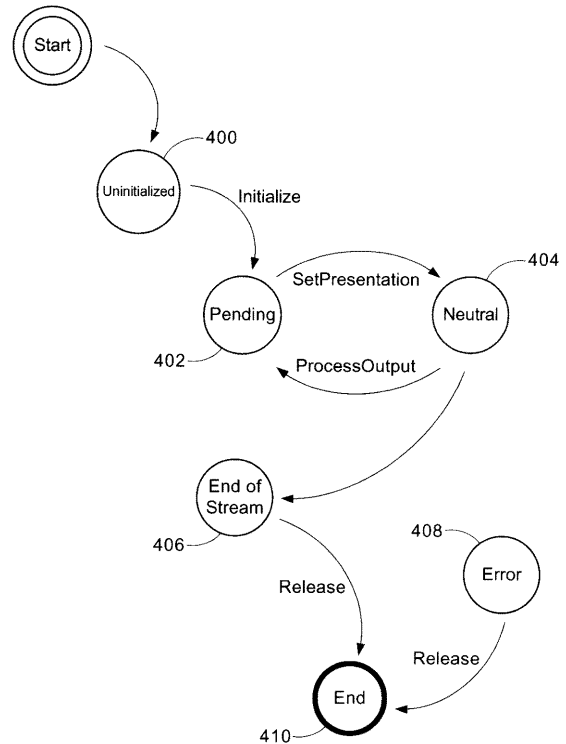 Start
400
Uninitialized
Initialize
404
SetPresentation
Pending
Neutral
402
ProcessOutput
End of
Stream
406
408
Error
Release
Release
End
410